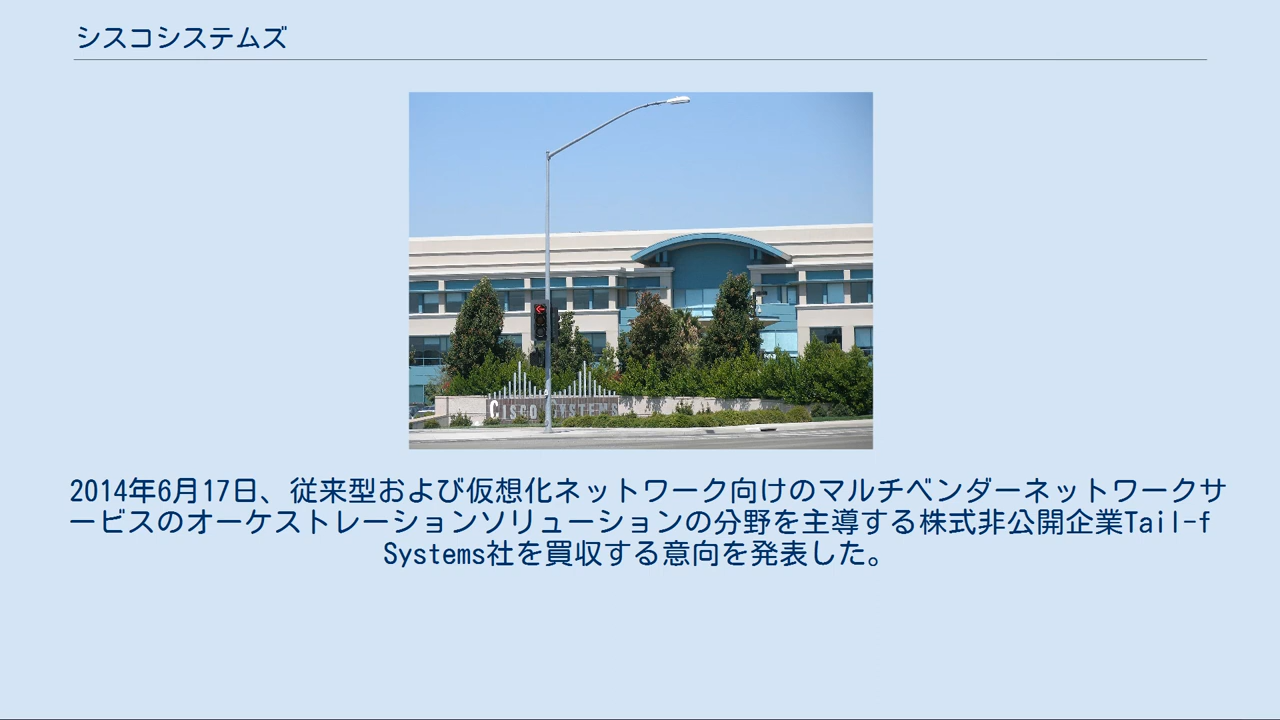 シスコシステムズ
CISCO SYSTEMS
2014年6月17日、従来型および仮想化ネットワーク向けのマルチベンダーネットワークサ
ービスのオーケストレーションソリューションの分野を主導する株式非公開企業Tail-f
Systems社を買収する意向を発表した。